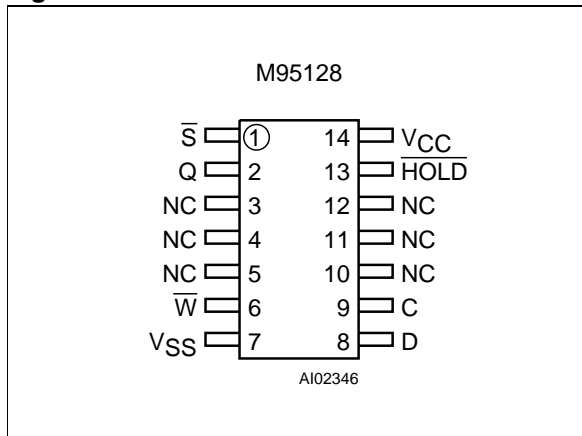 M95128
S̅ 1 14 VCC
Q 2 13 H̅O̅L̅D̅
NC 3 12 NC
NC 4 11 NC
NC 5 10 NC
W̅ 6 9 C
VSS 7 8 D
AI02346